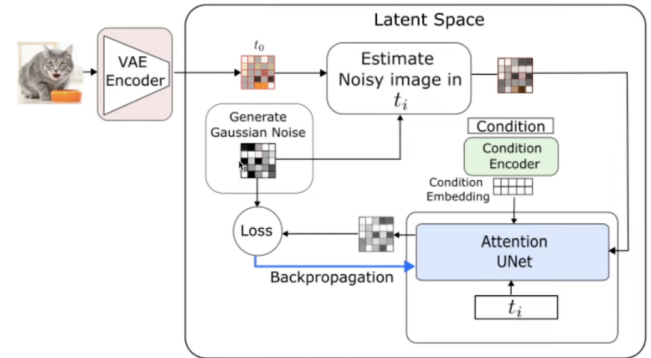 Latent Space
VAE
Encoder
t₀
Estimate
Noisy image in
tᵢ
Generate
Gaussian Noise
Condition
Condition
Encoder
Condition
Embedding
Loss
Attention
UNet
Backpropagation
tᵢ